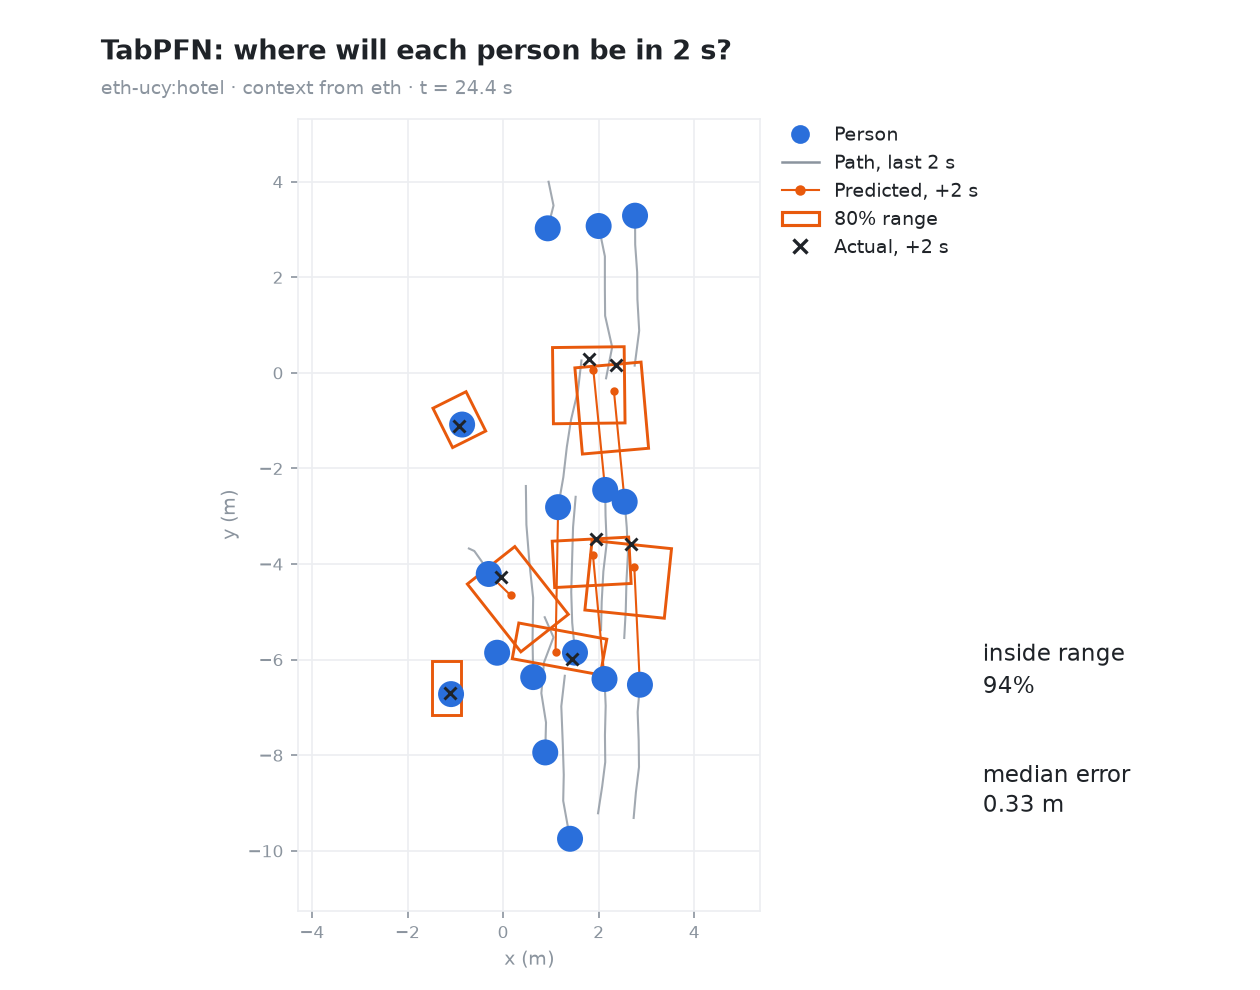 TabPFN: where will each person be in 2 s?
eth-ucy:hotel · context from eth · t = 24.4 s
Person
Path, last 2 s
Predicted, +2 s
80% range
Actual, +2 s
4
2
0
−2
−4
−6
−8
−10
y (m)
−4
−2
0
2
4
x (m)
inside range
94%
median error
0.33 m